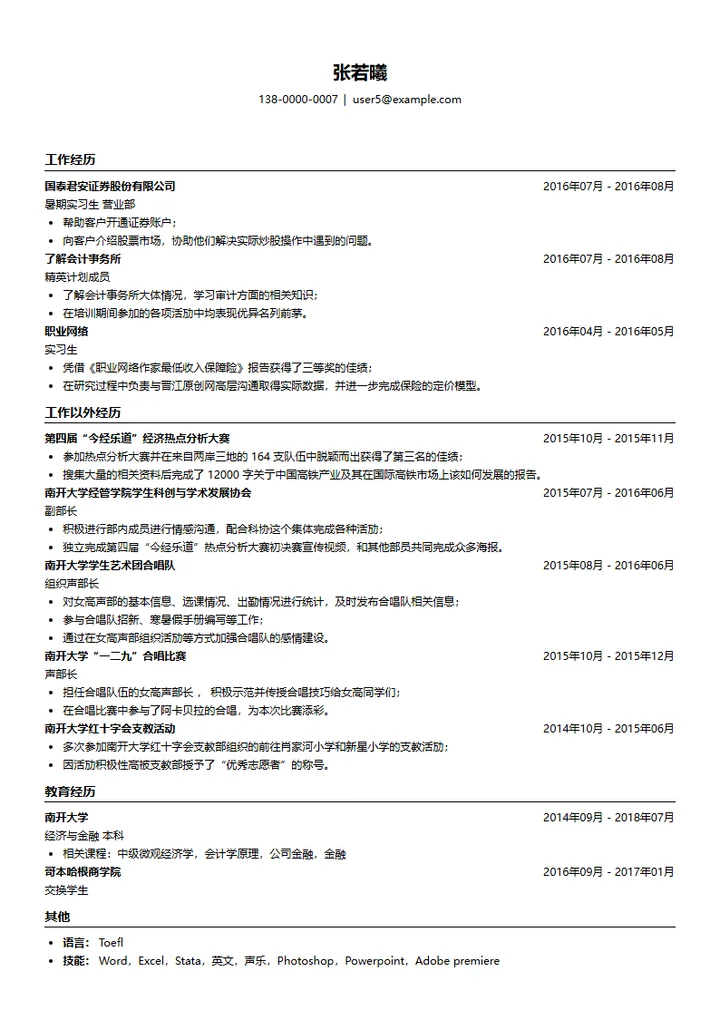 张若曦
138-0000-0007 | user5@example.com
工作经历
国泰君安证券股份有限公司 2016年07月 - 2016年08月
暑期实习生 营业部
• 帮助客户开通证券账户；
• 向客户介绍股票市场，协助他们解决实际炒股操作中遇到的问题。
了解会计事务所 2016年07月 - 2016年08月
精英计划成员
• 了解会计事务所大体情况，学习审计方面的相关知识；
• 在培训期间参加的各项活动中均表现优异名列前茅。
职业网络 2016年04月 - 2016年05月
实习生
• 凭借《职业网络作家最低收入保障险》报告获得了三等奖的佳绩；
• 在研究过程中负责与晋江原创网高层沟通取得实际数据，并进一步完成保险的定价模型。
工作以外经历
第四届“今经乐道”经济热点分析大赛 2015年10月 - 2015年11月
• 参加热点分析大赛并在来自两岸三地的 164 支队伍中脱颖而出获得了第三名的佳绩；
• 搜集大量的相关资料后完成了 12000 字关于中国高铁产业及其在国际高铁市场上该如何发展的报告。
南开大学经管学院学生科创与学术发展协会 2015年07月 - 2016年06月
副部长
• 积极进行部内成员进行情感沟通，配合科协这个集体完成各种活动；
• 独立完成第四届“今经乐道”热点分析大赛初决赛宣传视频，和其他部员共同完成众多海报。
南开大学学生艺术团合唱队 2015年08月 - 2016年06月
组织声部长
• 对女高声部的基本信息、选课情况、出勤情况进行统计，及时发布合唱队相关信息；
• 参与合唱队招新、寒暑假手册编写等工作；
• 通过在女高声部组织活动等方式加强合唱队的感情建设。
南开大学“一二九”合唱比赛 2015年10月 - 2015年12月
声部长
• 担任合唱队伍的女高声部长 ， 积极示范并传授合唱技巧给女高同学们；
• 在合唱比赛中参与了阿卡贝拉的合唱，为本次比赛添彩。
南开大学红十字会支教活动 2014年10月 - 2015年06月
• 多次参加南开大学红十字会支教部组织的前往肖家河小学和新星小学的支教活动；
• 因活动积极性高被支教部授予了“优秀志愿者”的称号。
教育经历
南开大学 2014年09月 - 2018年07月
经济与金融 本科
• 相关课程：中级微观经济学，会计学原理，公司金融，金融
哥本哈根商学院 2016年09月 - 2017年01月
交换学生
其他
• 语言： Toefl
• 技能： Word，Excel，Stata，英文，声乐，Photoshop，Powerpoint，Adobe premiere